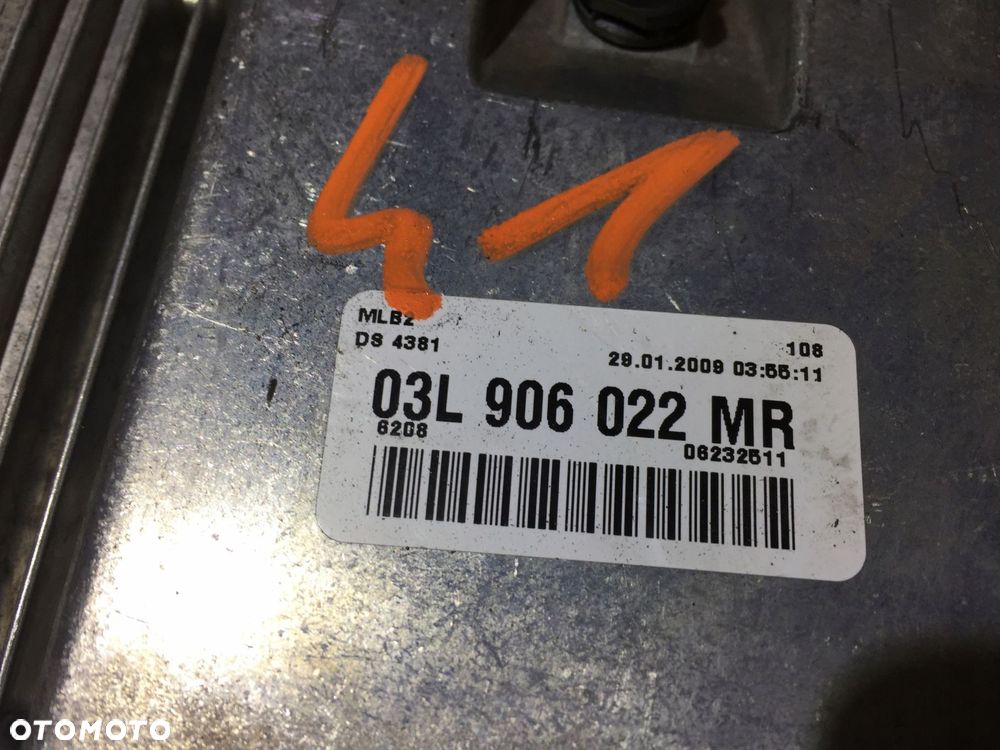 41
MLB2
DS 4381
108
29.01.2009 03:55:11
03L 906 022 MR
6208
06232511
OTOMOTO